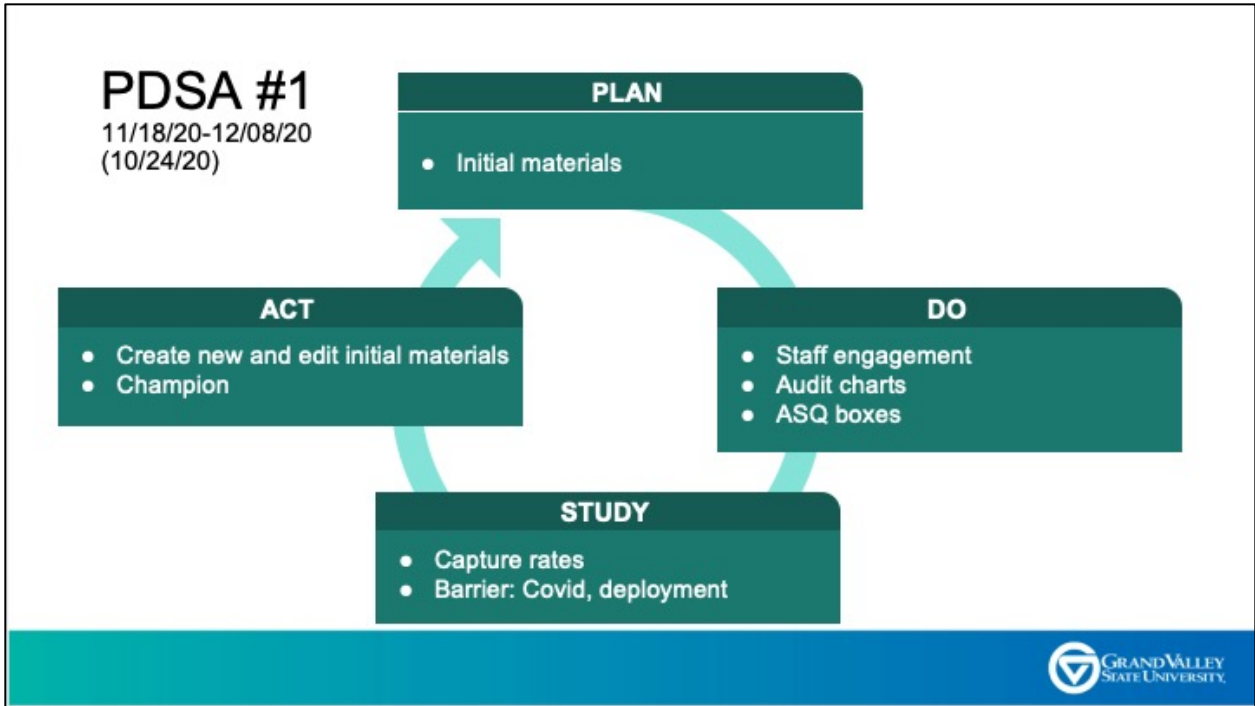 PDSA #1
11/18/20-12/08/20
(10/24/20)
PLAN
● Initial materials
ACT
● Create new and edit initial materials
● Champion
DO
● Staff engagement
● Audit charts
● ASQ boxes
STUDY
● Capture rates
● Barrier: Covid, deployment
GRAND VALLEY
STATE UNIVERSITY